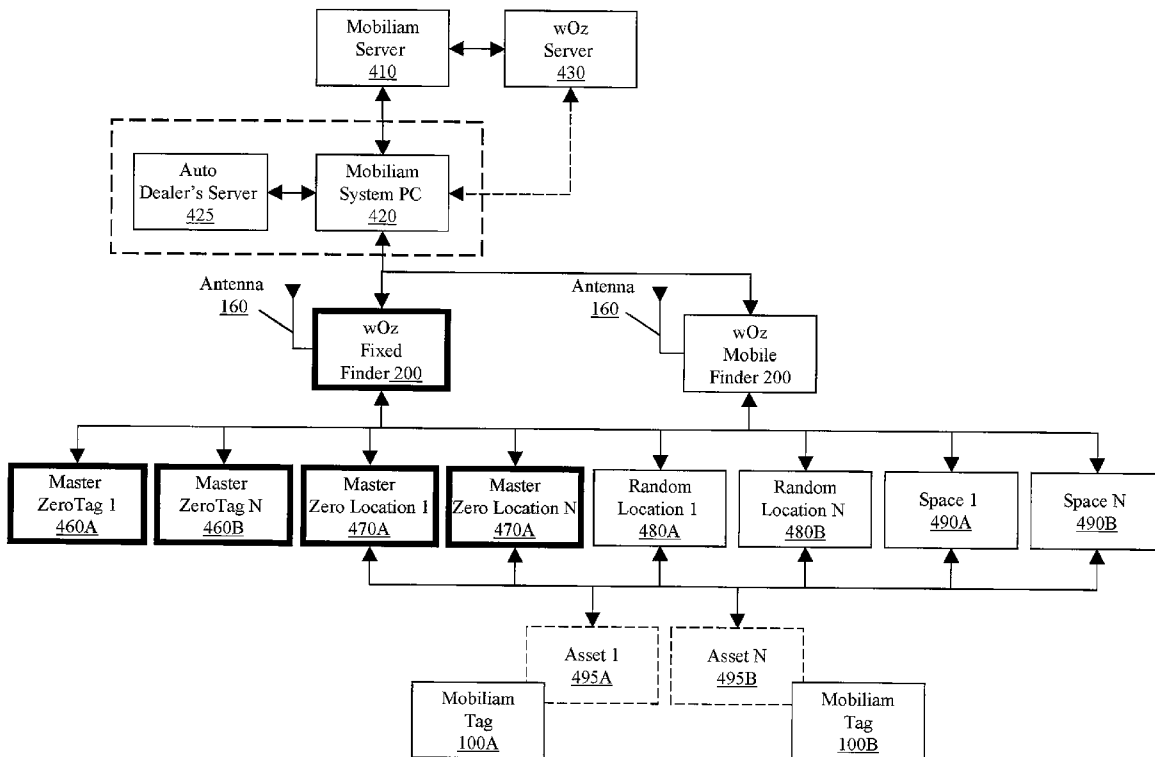 Mobiliam
Server
410
wOz
Server
430
Auto
Dealer's Server
425
Mobiliam
System PC
420
Antenna
160
wOz
Fixed
Finder 200
Antenna
160
wOz
Mobile
Finder 200
Master
ZeroTag 1
460A
Master
ZeroTag N
460B
Master
Zero Location 1
470A
Master
Zero Location N
470A
Random
Location 1
480A
Random
Location N
480B
Space 1
490A
Space N
490B
Asset 1
495A
Asset N
495B
Mobiliam
Tag
100A
Mobiliam
Tag
100B